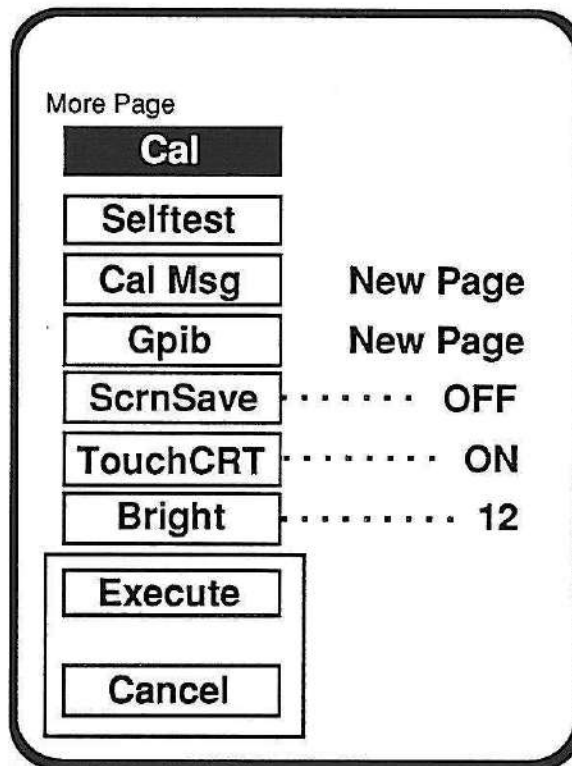 More Page
Cal
Selftest
Cal Msg New Page
Gpib New Page
ScrnSave ······· OFF
TouchCRT ········ ON
Bright ········· 12
Execute
Cancel